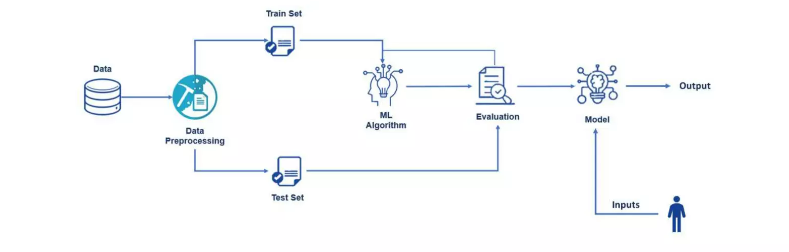 Train Set
Data
Data
Preprocessing
ML
Algorithm
Evaluation
Model
Output
Test Set
Inputs